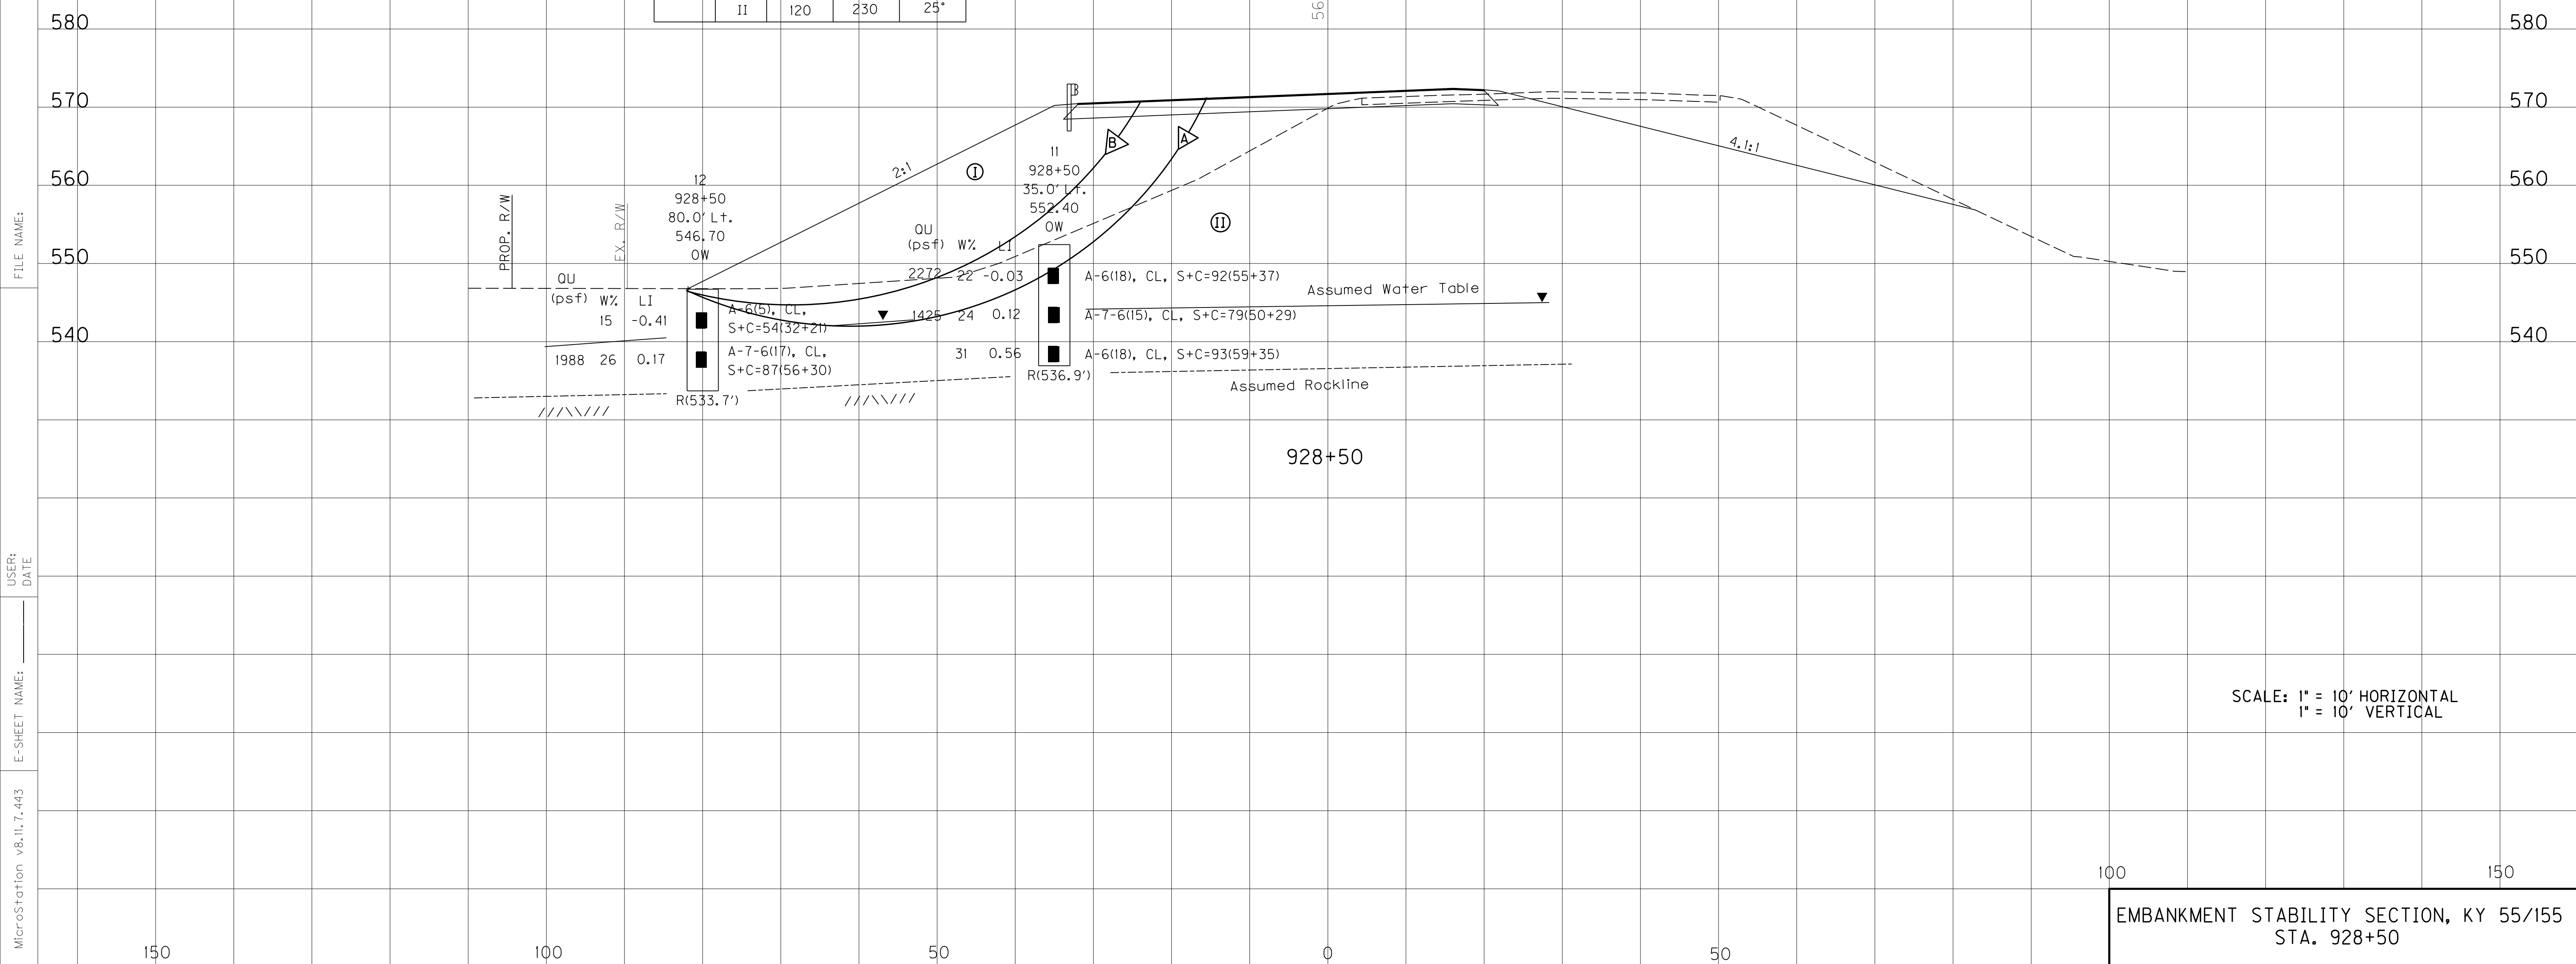 II 120 230 25°
56
580 580
570 570
560 560
550 550
540 540
B
A
B
2:1
4.1:1
I
II
PROP. R/W
EX. R/W
12
928+50
80.0' Lt.
546.70
OW
11
928+50
35.0' Lt.
552.40
OW
QU
(psf) W% LI
15 -0.41
1988 26 0.17
A-6(5), CL,
S+C=54(32+21)
A-7-6(17), CL,
S+C=87(56+30)
R(533.7')
QU
(psf) W% LI
2272 22 -0.03
1425 24 0.12
31 0.56
A-6(18), CL, S+C=92(55+37)
A-7-6(15), CL, S+C=79(50+29)
A-6(18), CL, S+C=93(59+35)
R(536.9')
Assumed Water Table
Assumed Rockline
928+50
SCALE: 1" = 10' HORIZONTAL
1" = 10' VERTICAL
100 150
150 100 50 0 50
EMBANKMENT STABILITY SECTION, KY 55/155
STA. 928+50
FILE NAME:
USER:
DATE
E-SHEET NAME:
MicroStation v8.11.7.443